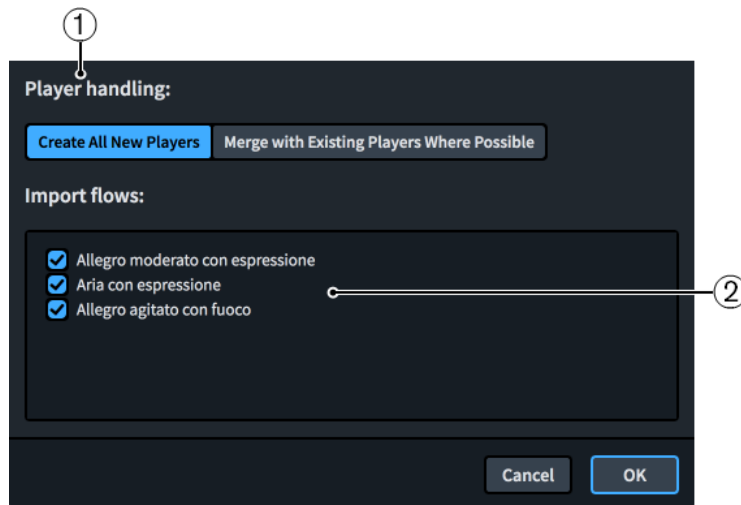 1
Player handling:
Create All New Players Merge with Existing Players Where Possible
Import flows:
Allegro moderato con espressione
Aria con espressione
2
Allegro agitato con fuoco
Cancel OK